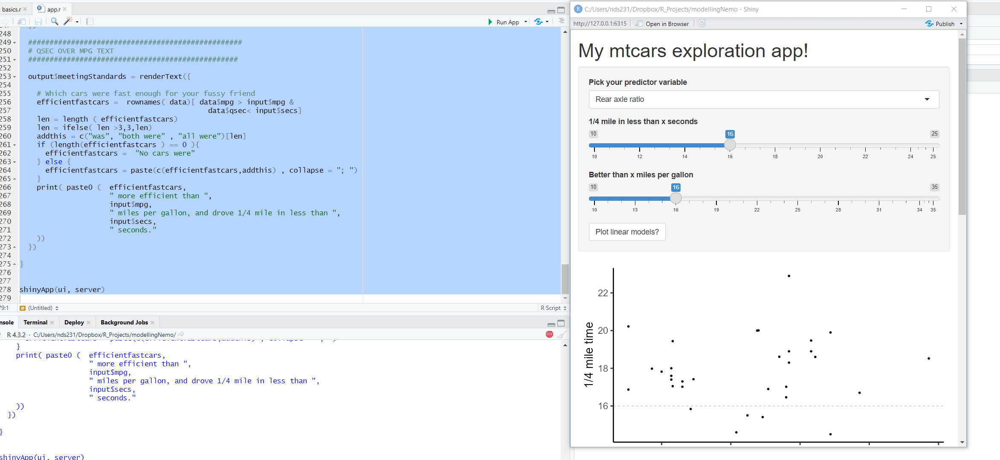 basics.r
app.r
Run App
248
249 ##################################################
250 # QSEC OVER MPG TEXT
251 #################################################
252
253 output$meetingStandards = renderText({
254
255 # Which cars were fast enough for your fussy friend
256 efficientfastcars =  rownames( data)[ data$mpg > input$mpg &
257 data$qsec< input$secs]
258 len = length ( efficientfastcars)
259 len = ifelse( len >3,3,len)
260 addthis = c("was", "both were" , "all were")[len]
261 if (length(efficientfastcars ) == 0 ){
262 efficientfastcars =  "No cars were"
263 } else {
264 efficientfastcars = paste(c(efficientfastcars,addthis) , collapse = "; ")
265 }
266 print( paste0 (  efficientfastcars,
267 " more efficient than ",
268 input$mpg,
269 " miles per gallon, and drove 1/4 mile in less than ",
270 input$secs,
271 " seconds."
272 ))
273 })
274
275 }
276
277
278 shinyApp(ui, server)
279
79:1 # (Untitled) R Script
nsole Terminal Deploy Background Jobs
R 4.3.2 · C:/Users/nds231/Dropbox/R_Projects/modellingNemo/
STOP
}
print( paste0 (  efficientfastcars,
" more efficient than ",
input$mpg,
" miles per gallon, and drove 1/4 mile in less than ",
input$secs,
" seconds."
))
})
}
shinyApp(ui, server)
R C:/Users/nds231/Dropbox/R_Projects/modellingNemo - Shiny
http://127.0.0.1:6315 Open in Browser Publish
My mtcars exploration app!
Pick your predictor variable
Rear axle ratio
1/4 mile in less than x seconds
10 16 25
10 12 14 16 18 20 22 24 25
Better than x miles per gallon
10 16 35
10 13 16 19 22 25 28 31 34 35
Plot linear models?
1/4 mile time
22
20
18
16